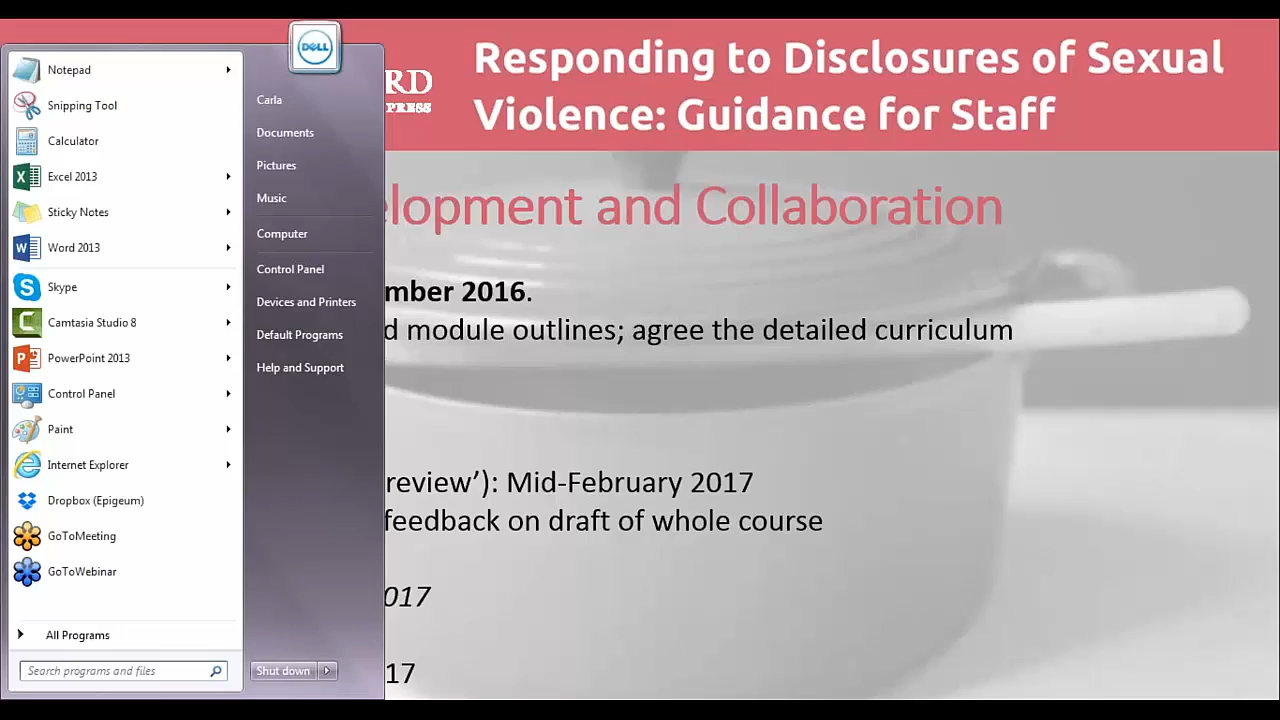 DELL
Notepad
Snipping Tool
Calculator
Excel 2013
Sticky Notes
Word 2013
Skype
Camtasia Studio 8
PowerPoint 2013
Control Panel
Paint
Internet Explorer
Dropbox (Epigeum)
GoToMeeting
GoToWebinar
All Programs
Search programs and files
Carla
Documents
Pictures
Music
Computer
Control Panel
Devices and Printers
Default Programs
Help and Support
Shut down
RD
PRESS
Responding to Disclosures of Sexual
Violence: Guidance for Staff
elopment and Collaboration
mber 2016.
d module outlines; agree the detailed curriculum
review’): Mid-February 2017
feedback on draft of whole course
017
17